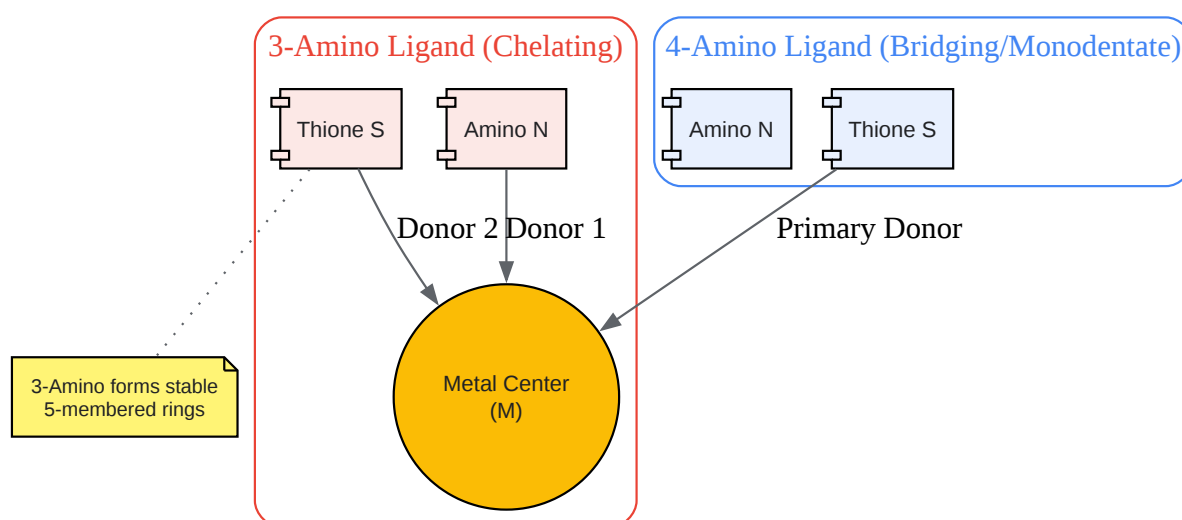 3-Amino Ligand (Chelating)
4-Amino Ligand (Bridging/Monodentate)
Thione S
Amino N
Amino N
Thione S
Donor 2
Donor 1
Primary Donor
3-Amino forms stable
5-membered rings
Metal Center
(M)